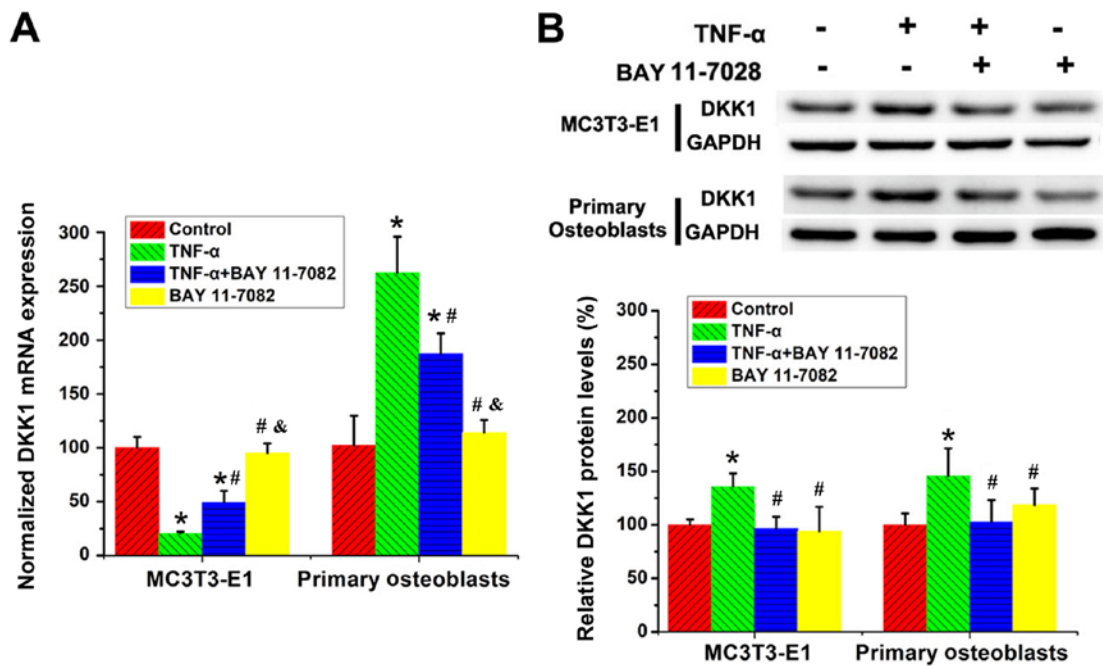 A
Normalized DKK1 mRNA expression
300
250
200
150
100
50
0
Control
TNF-α
TNF-α+BAY 11-7082
BAY 11-7082
*
*#
# &
*
*#
# &
MC3T3-E1
Primary osteoblasts
B
TNF-α - + + -
BAY 11-7028 - - + +
MC3T3-E1
DKK1
GAPDH
Primary
Osteoblasts
DKK1
GAPDH
Relative DKK1 protein levels (%)
300
250
200
150
100
50
0
Control
TNF-α
TNF-α+BAY 11-7082
BAY 11-7082
*
#
#
*
#
#
MC3T3-E1
Primary osteoblasts